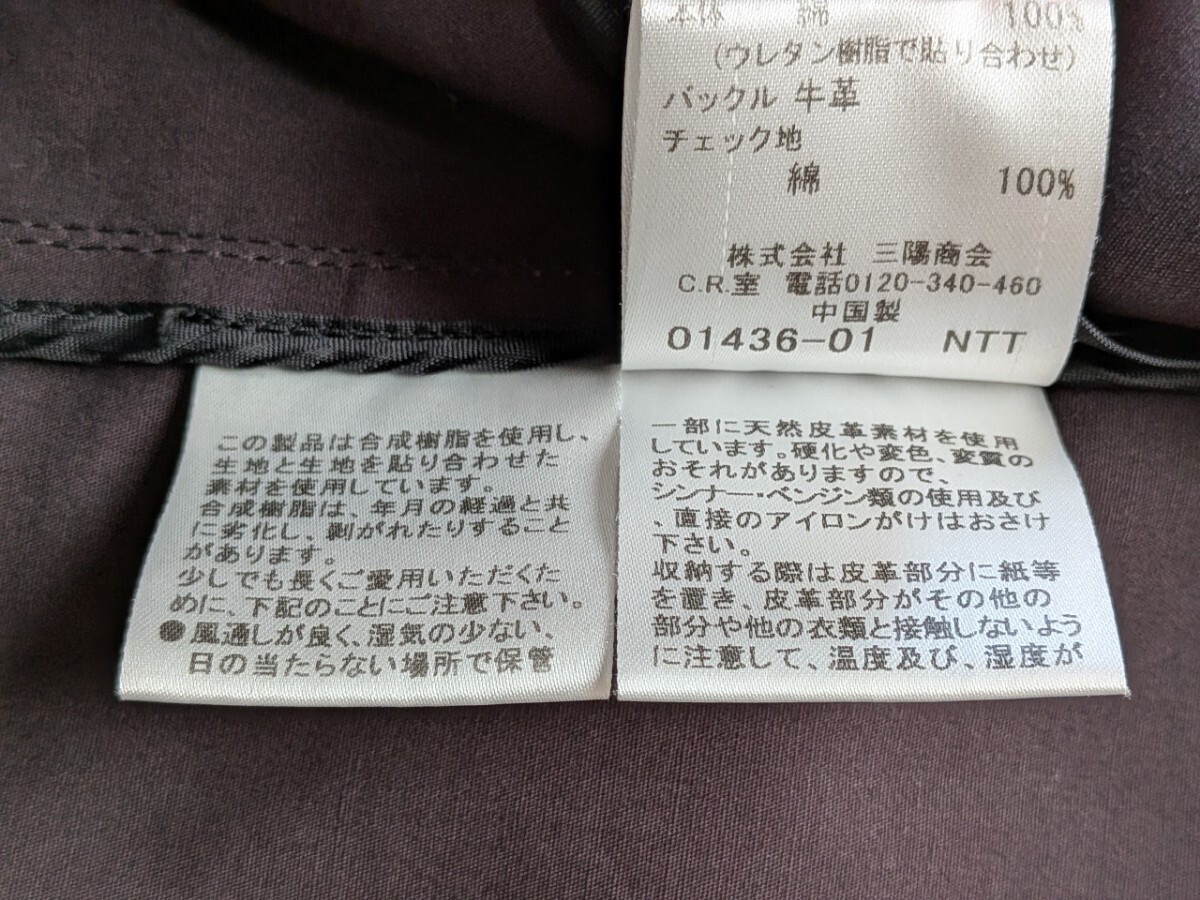 本体 綿 100%
(ウレタン樹脂で貼り合わせ)
バックル 牛革
チェック地
綿 100%
株式会社 三陽商会
C.R.室 電話0120-340-460
中国製
01436-01 NTT
この製品は合成樹脂を使用し、
生地と生地を貼り合わせた
素材を使用しています。
合成樹脂は、年月の経過と共
に劣化し、剥がれたりすること
があります。
少しでも長くご愛用いただくた
めに、下記のことにご注意下さい。
●風通しが良く、湿気の少ない、
日の当たらない場所で保管
一部に天然皮革素材を使用
しています。硬化や変色、変質の
おそれがありますので、
シンナー・ベンジン類の使用及び
、直接のアイロンがけはおさけ
下さい。
収納する際は皮革部分に紙等
を置き、皮革部分がその他の
部分や他の衣類と接触しないよう
に注意して、温度及び、湿度が